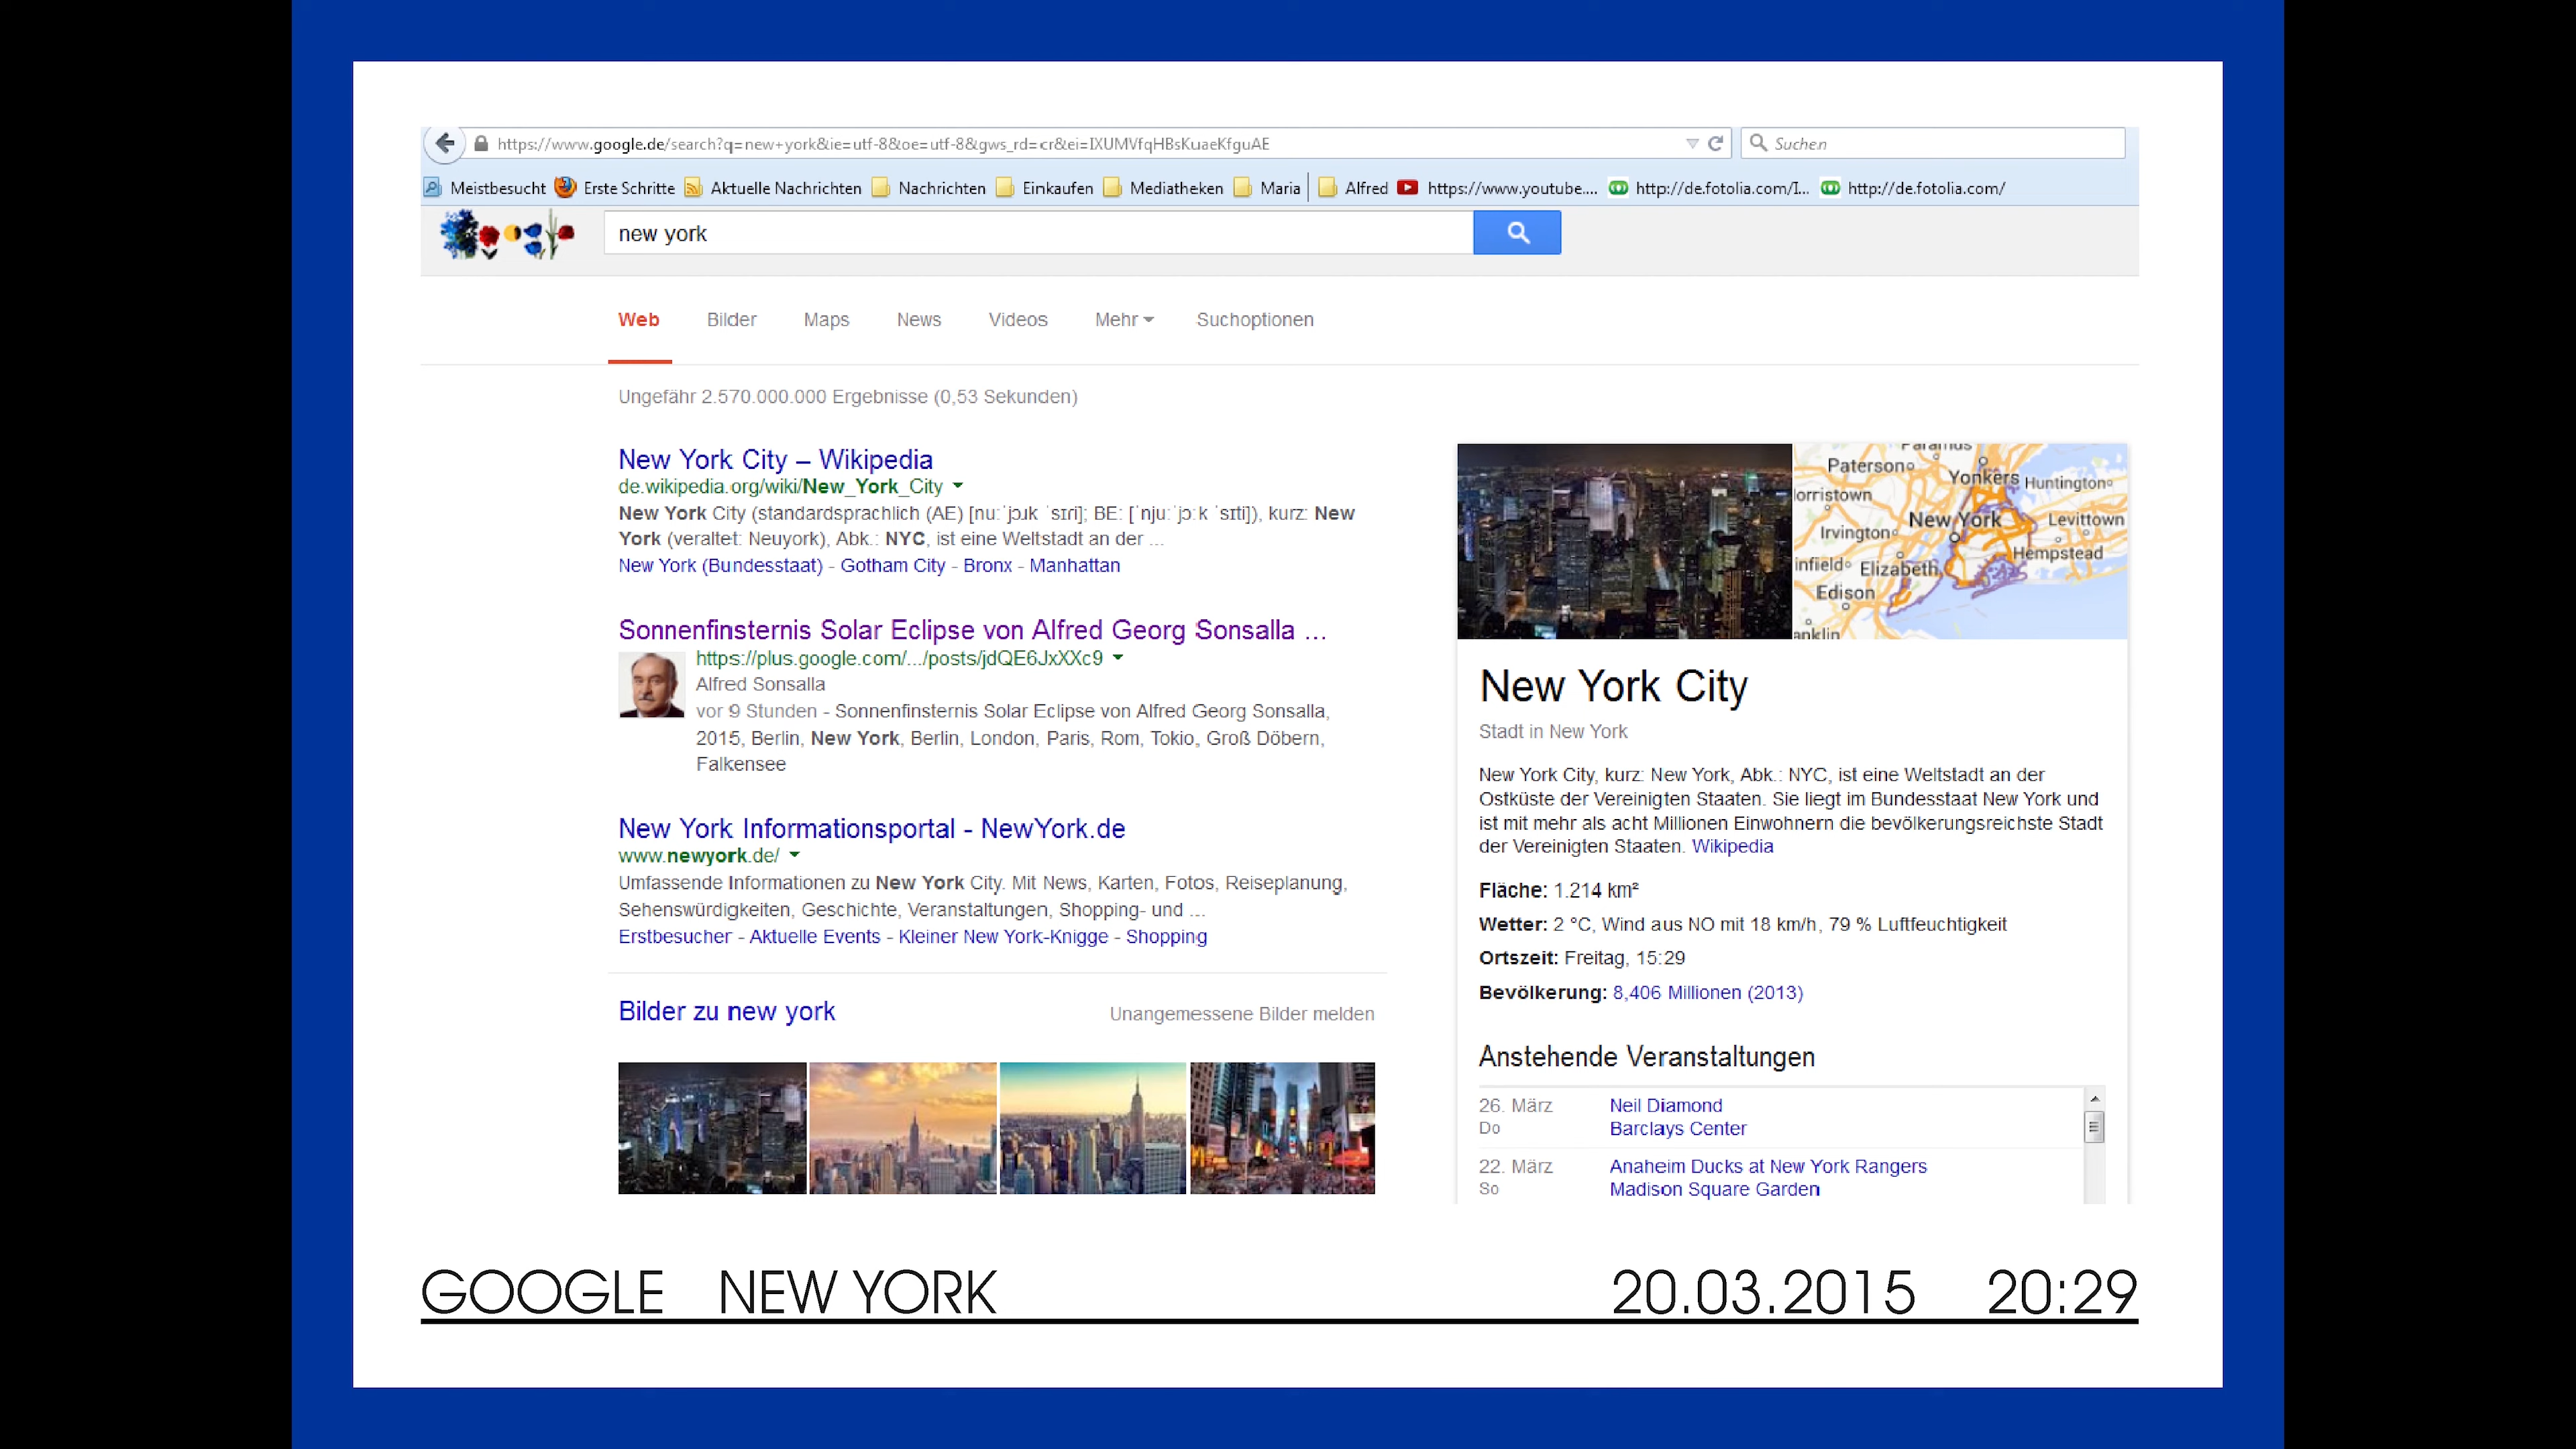 https://www.google.de/search?q=new+york&ie=utf-8&oe=utf-8&gws_rd=cr&ei=IXUMVfqHBsKuaeKfguAE
Suchen
Meistbesucht Erste Schritte Aktuelle Nachrichten Nachrichten Einkaufen Mediatheken Maria Alfred https://www.youtube.... http://de.fotolia.com/I... http://de.fotolia.com/
new york
Web Bilder Maps News Videos Mehr Suchoptionen
Ungefähr 2.570.000.000 Ergebnisse (0,53 Sekunden)
New York City – Wikipedia
de.wikipedia.org/wiki/New_York_City
New York City (standardsprachlich (AE) [nuːˈjɔɹk ˈsɪɾi]; BE: [ˈnjuːˈjɔːk ˈsɪti]), kurz: New
York (veraltet: Neuyork), Abk.: NYC, ist eine Weltstadt an der ...
New York (Bundesstaat) - Gotham City - Bronx - Manhattan
Sonnenfinsternis Solar Eclipse von Alfred Georg Sonsalla ...
https://plus.google.com/.../posts/jdQE6JxXXc9
Alfred Sonsalla
vor 9 Stunden - Sonnenfinsternis Solar Eclipse von Alfred Georg Sonsalla,
2015, Berlin, New York, Berlin, London, Paris, Rom, Tokio, Groß Döbern,
Falkensee
New York Informationsportal - NewYork.de
www.newyork.de/
Umfassende Informationen zu New York City. Mit News, Karten, Fotos, Reiseplanung,
Sehenswürdigkeiten, Geschichte, Veranstaltungen, Shopping- und ...
Erstbesucher - Aktuelle Events - Kleiner New York-Knigge - Shopping
Bilder zu new york
Unangemessene Bilder melden
Paramus
Paterson
Yonkers
Huntington
lorristown
New York
Levittown
Irvington
Hempstead
infield
Elizabeth
Edison
anklin
New York City
Stadt in New York
New York City, kurz: New York, Abk.: NYC, ist eine Weltstadt an der
Ostküste der Vereinigten Staaten. Sie liegt im Bundesstaat New York und
ist mit mehr als acht Millionen Einwohnern die bevölkerungsreichste Stadt
der Vereinigten Staaten. Wikipedia
Fläche: 1.214 km²
Wetter: 2 °C, Wind aus NO mit 18 km/h, 79 % Luftfeuchtigkeit
Ortszeit: Freitag, 15:29
Bevölkerung: 8,406 Millionen (2013)
Anstehende Veranstaltungen
26. März Neil Diamond
Do Barclays Center
22. März Anaheim Ducks at New York Rangers
So Madison Square Garden
GOOGLE NEW YORK 20.03.2015 20:29